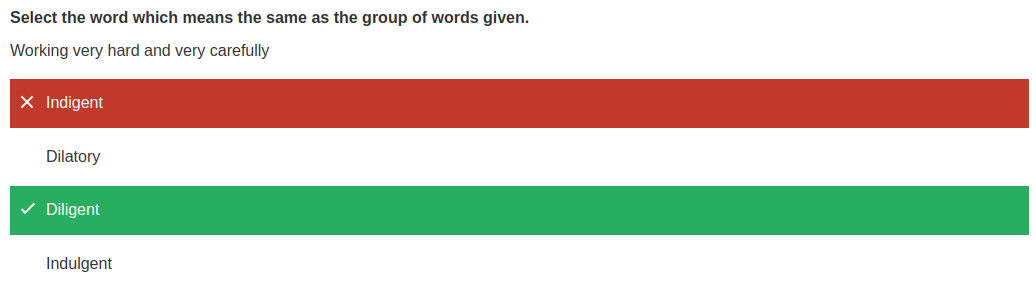 Select the word which means the same as the group of words given.
Working very hard and very carefully
Indigent
Dilatory
Diligent
Indulgent